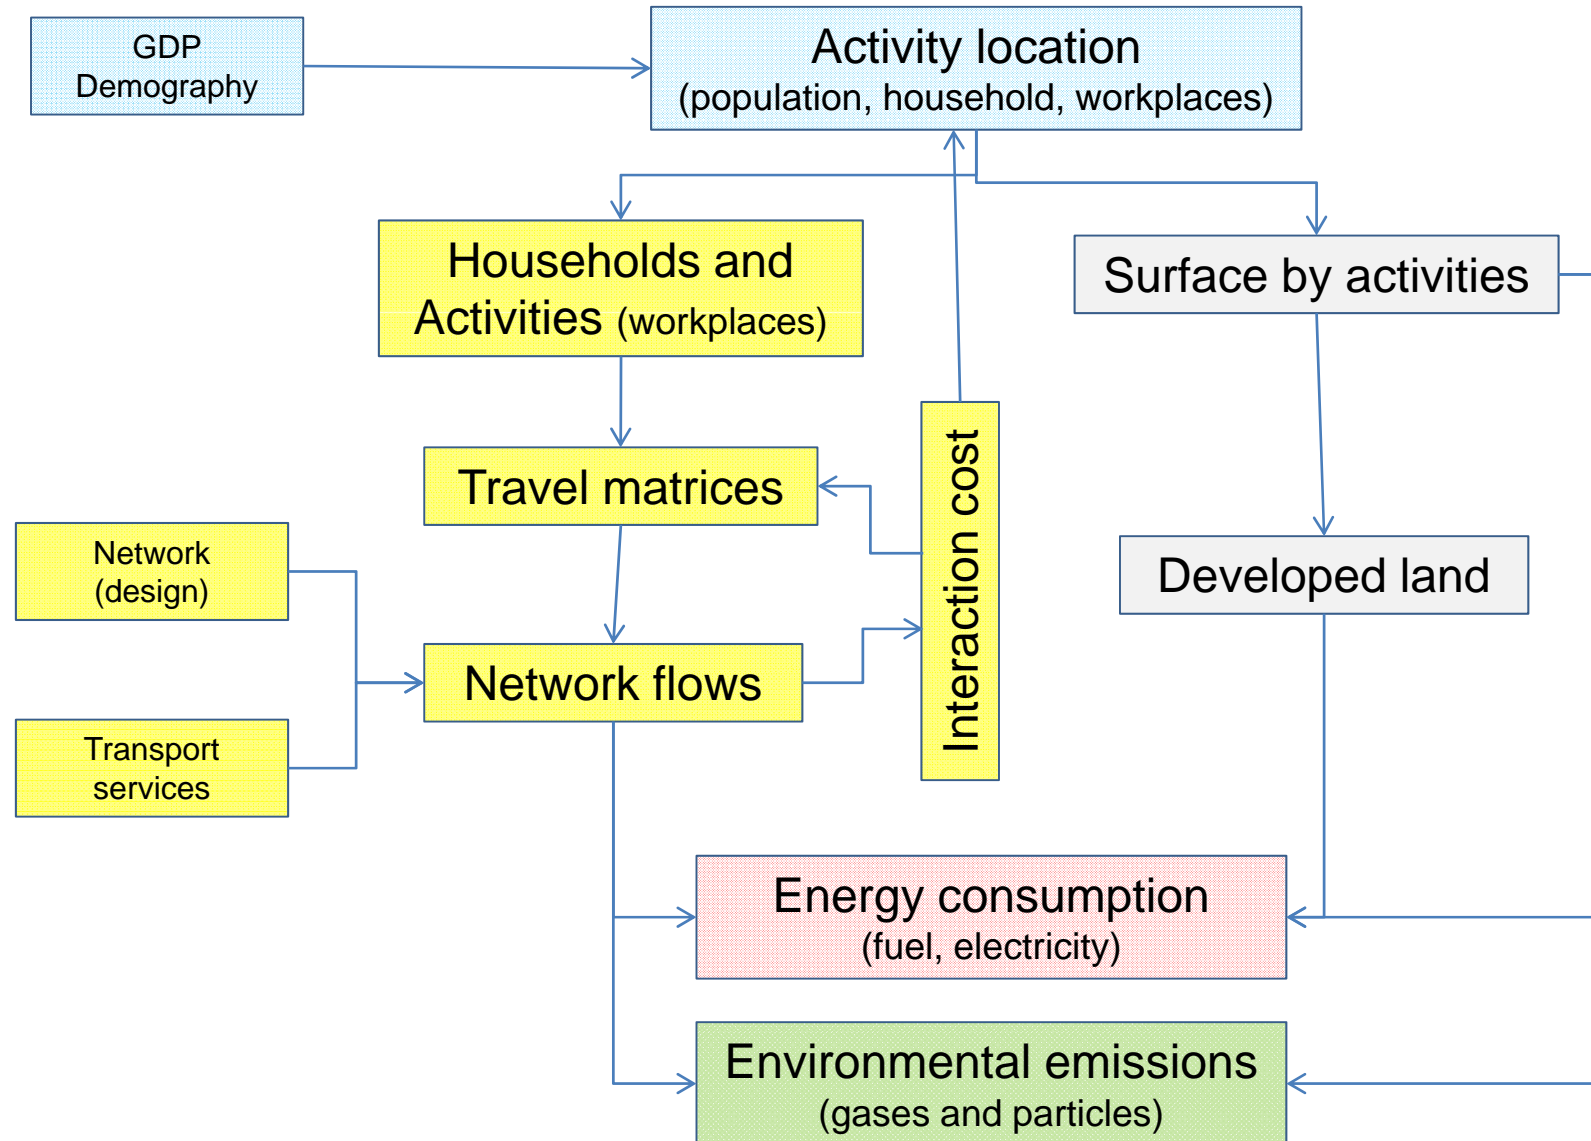 GDP
Demography
Activity location
(population, household, workplaces)
Households and
Activities (workplaces)
Surface by activities
Travel matrices
Interaction cost
Network
(design)
Developed land
Network flows
Transport
services
Energy consumption
(fuel, electricity)
Environmental emissions
(gases and particles)